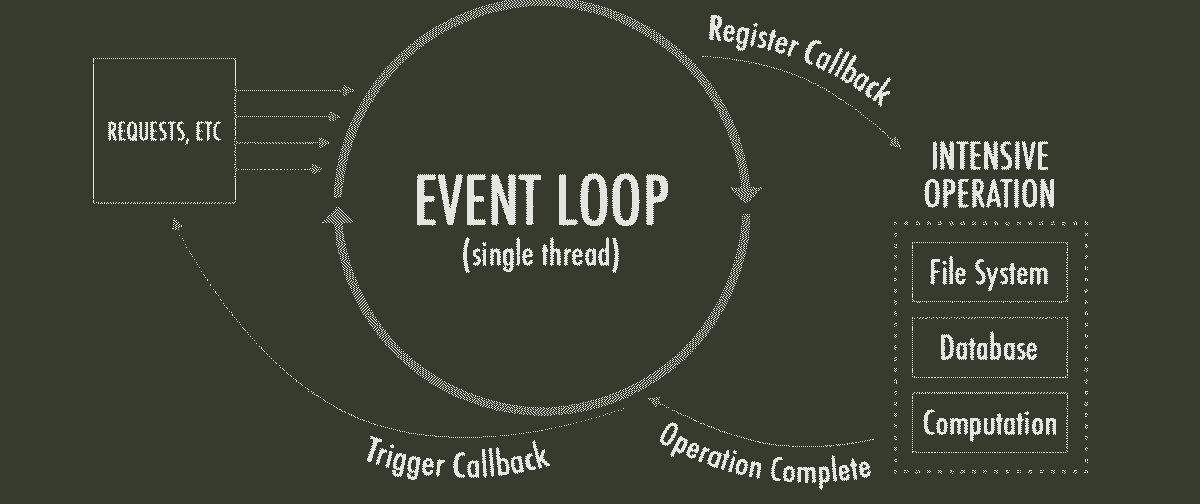 Register Callback
REQUESTS, ETC
INTENSIVE
OPERATION
EVENT LOOP
(single thread)
File System
Database
Computation
Trigger Callback
Operation Complete